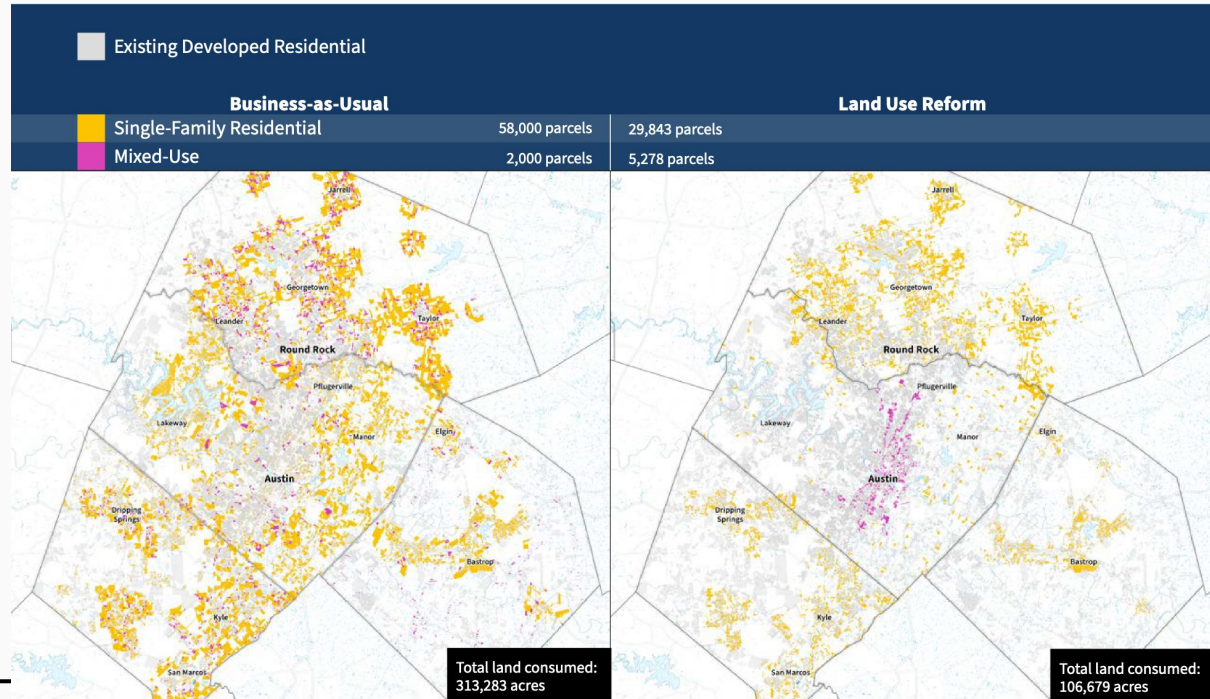 Existing Developed Residential
Business-as-Usual
Land Use Reform
Single-Family Residential
58,000 parcels
29,843 parcels
Mixed-Use
2,000 parcels
5,278 parcels
Jarrell
Georgetown
Leander
Taylor
Round Rock
Pflugerville
Lakeway
Manor
Elgin
Austin
Dripping
Springs
Bastrop
Kyle
San Marcos
Total land consumed:
313,283 acres
Jarrell
Georgetown
Leander
Taylor
Round Rock
Pflugerville
Lakeway
Manor
Elgin
Austin
Dripping
Springs
Bastrop
Kyle
San Marcos
Total land consumed:
106,679 acres